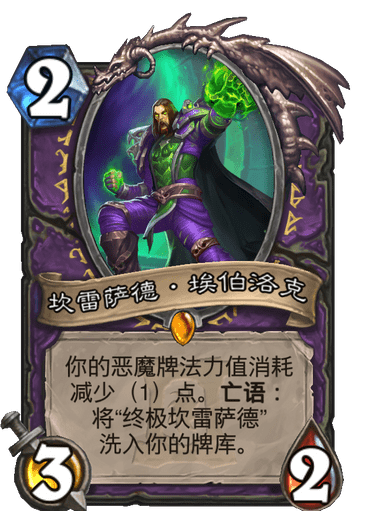 2
坎雷萨德·埃伯洛克
你的恶魔牌法力值消耗
减少（1）点。亡语：
将“终极坎雷萨德”
洗入你的牌库。
3
2